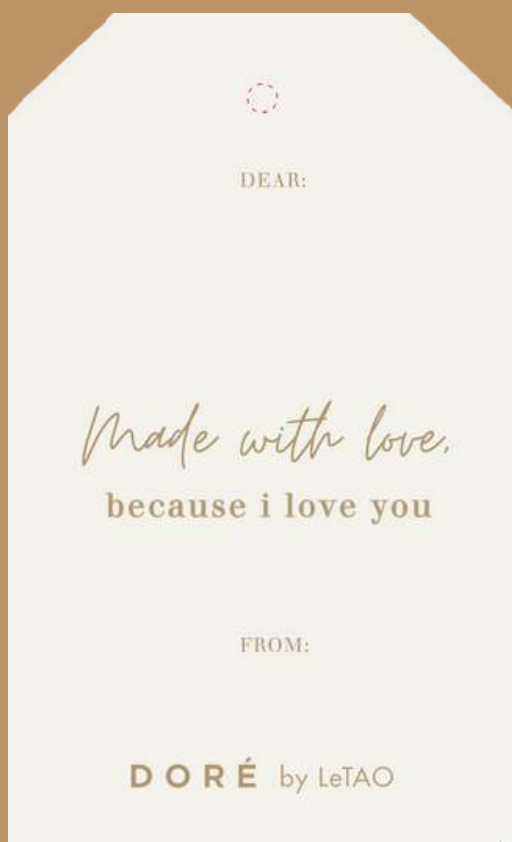 DEAR:
Made with love,
because i love you
FROM:
DORÉ by LeTAO